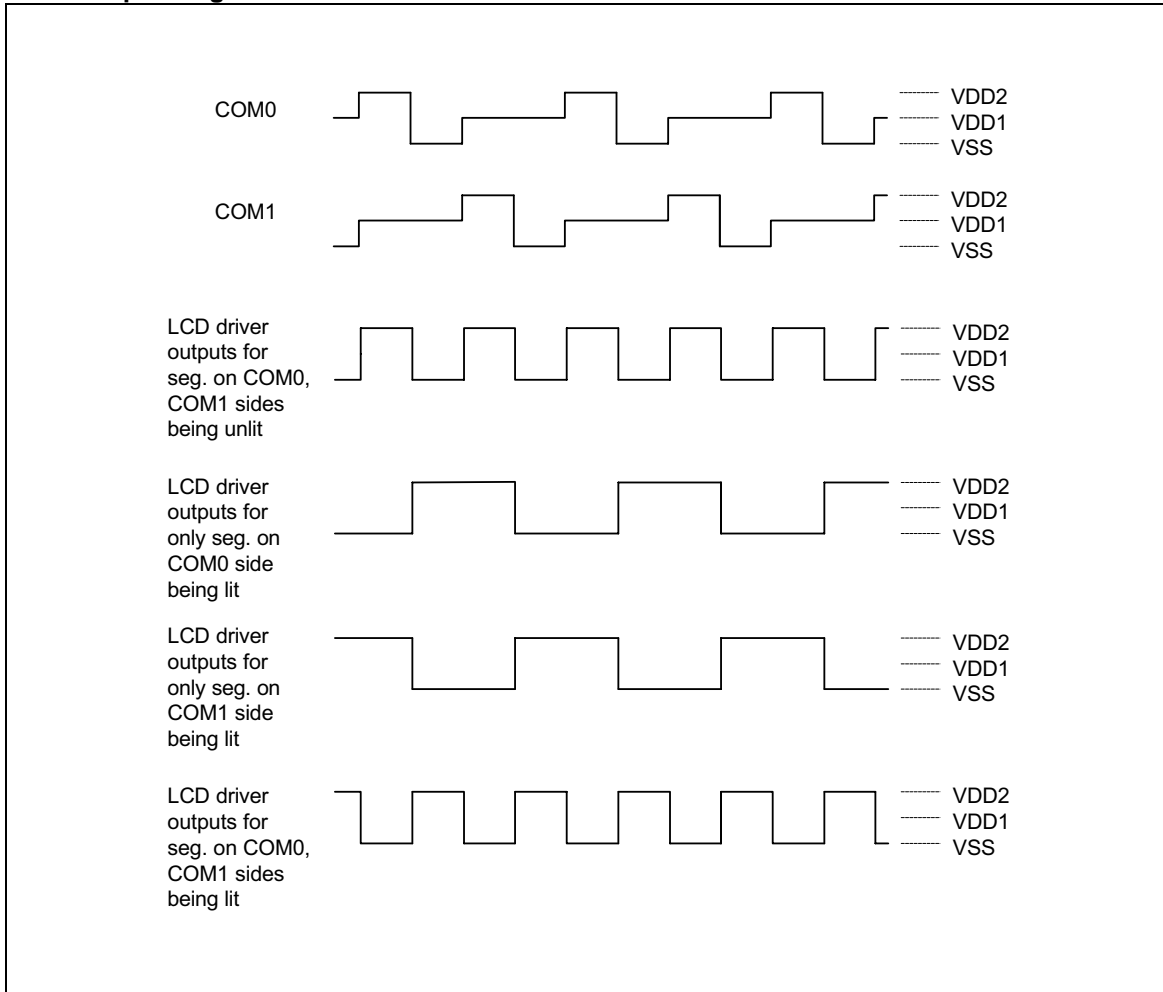 COM0
VDD2
VDD1
VSS
COM1
VDD2
VDD1
VSS
LCD driver
outputs for
seg. on COM0,
COM1 sides
being unlit
VDD2
VDD1
VSS
LCD driver
outputs for
only seg. on
COM0 side
being lit
VDD2
VDD1
VSS
LCD driver
outputs for
only seg. on
COM1 side
being lit
VDD2
VDD1
VSS
LCD driver
outputs for
seg. on COM0,
COM1 sides
being lit
VDD2
VDD1
VSS